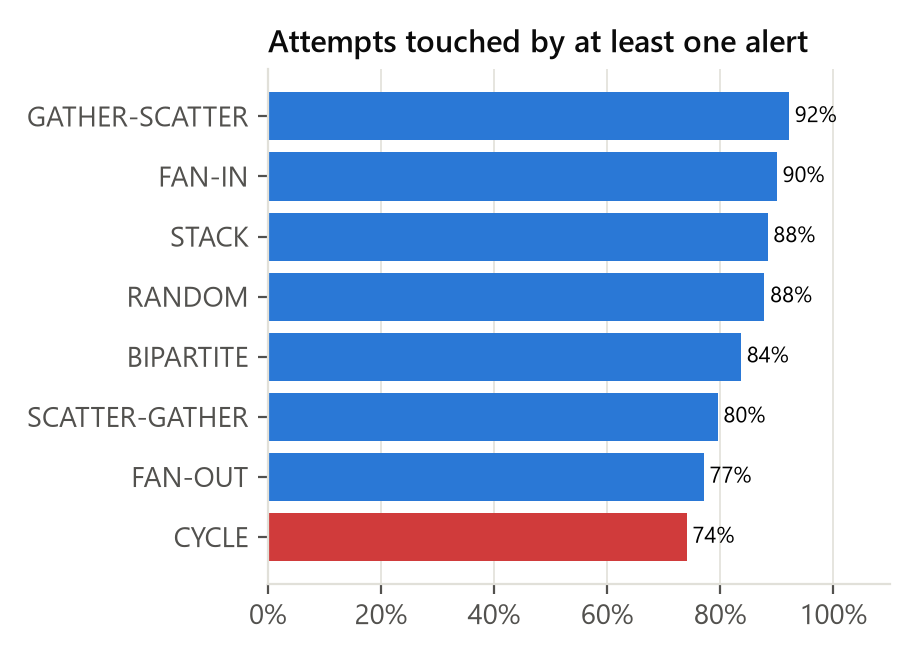 Attempts touched by at least one alert
GATHER-SCATTER 92%
FAN-IN 90%
STACK 88%
RANDOM 88%
BIPARTITE 84%
SCATTER-GATHER 80%
FAN-OUT 77%
CYCLE 74%
0% 20% 40% 60% 80% 100%